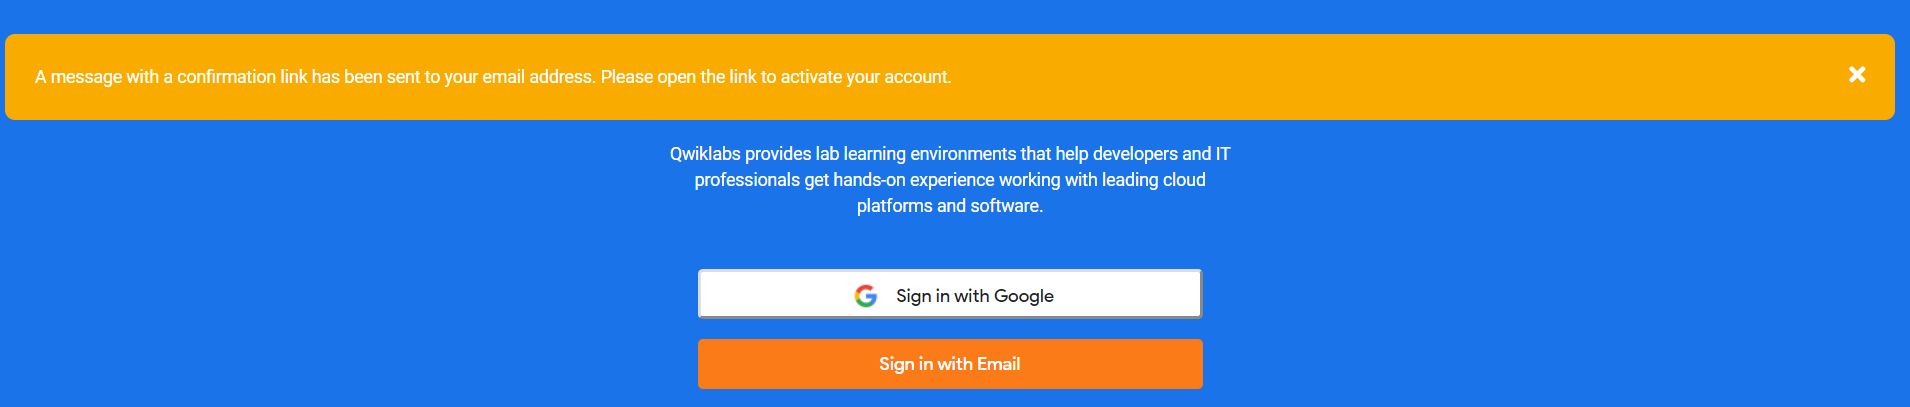 A message with a confirmation link has been sent to your email address. Please open the link to activate your account.
Qwiklabs provides lab learning environments that help developers and IT
professionals get hands-on experience working with leading cloud
platforms and software.
Sign in with Google
Sign in with Email